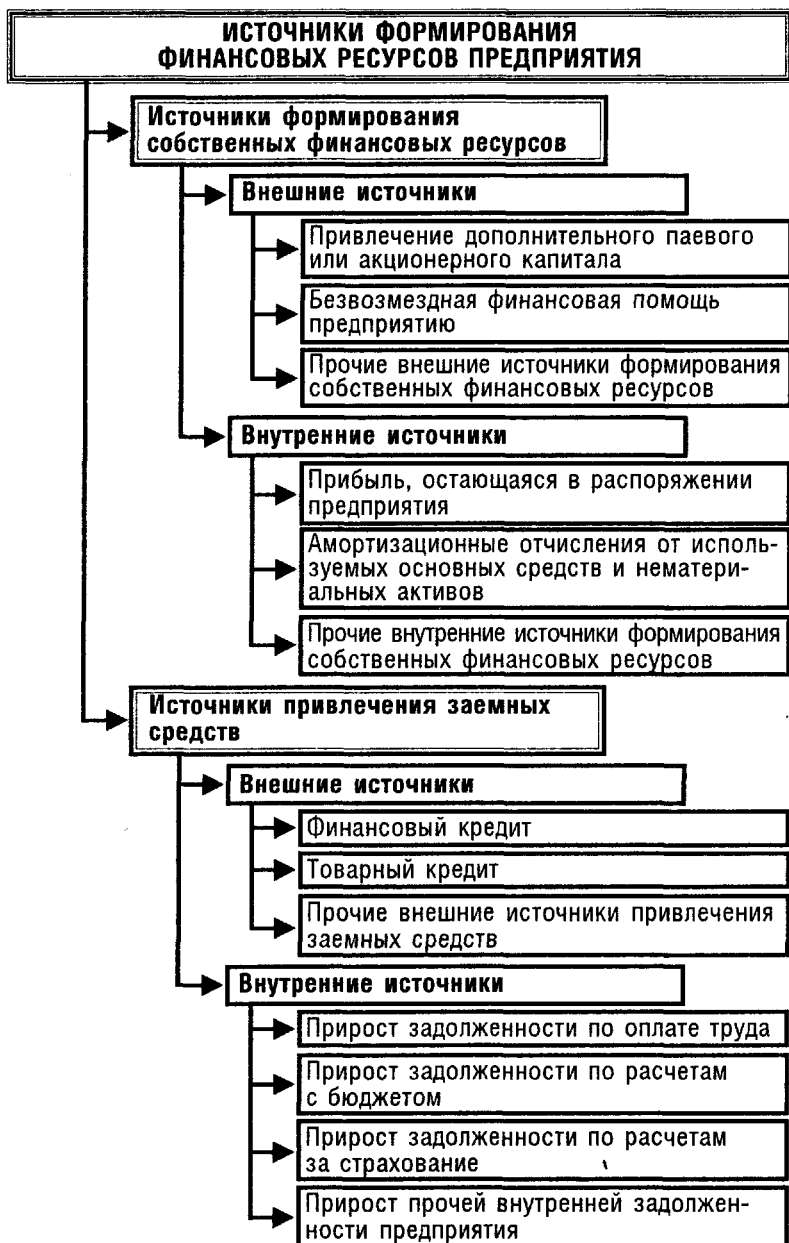 ИСТОЧНИКИ ФОРМИРОВАНИЯ
ФИНАНСОВЫХ РЕСУРСОВ ПРЕДПРИЯТИЯ
Источники формирования
собственных финансовых ресурсов
Внешние источники
Привлечение дополнительного паевого
или акционерного капитала
Безвозмездная финансовая помощь
предприятию
Прочие внешние источники формирования
собственных финансовых ресурсов
Внутренние источники
Прибыль, остающаяся в распоряжении
предприятия
Амортизационные отчисления от исполь-
зуемых основных средств и нематери-
альных активов
Прочие внутренние источники формирования
собственных финансовых ресурсов
Источники привлечения заемных
средств
Внешние источники
Финансовый кредит
Товарный кредит
Прочие внешние источники привлечения
заемных средств
Внутренние источники
Прирост задолженности по оплате труда
Прирост задолженности по расчетам
с бюджетом
Прирост задолженности по расчетам
за страхование
Прирост прочей внутренней задолжен-
ности предприятия